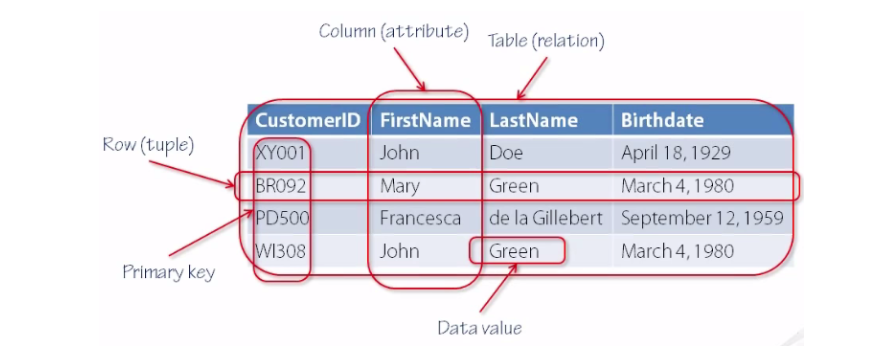 Column (attribute)
Table (relation)
CustomerID FirstName LastName Birthdate
Row (tuple)
XY001 John Doe April 18, 1929
BR092 Mary Green March 4, 1980
PD500 Francesca de la Gillebert September 12, 1959
WI308 John Green March 4, 1980
Primary key
Data value